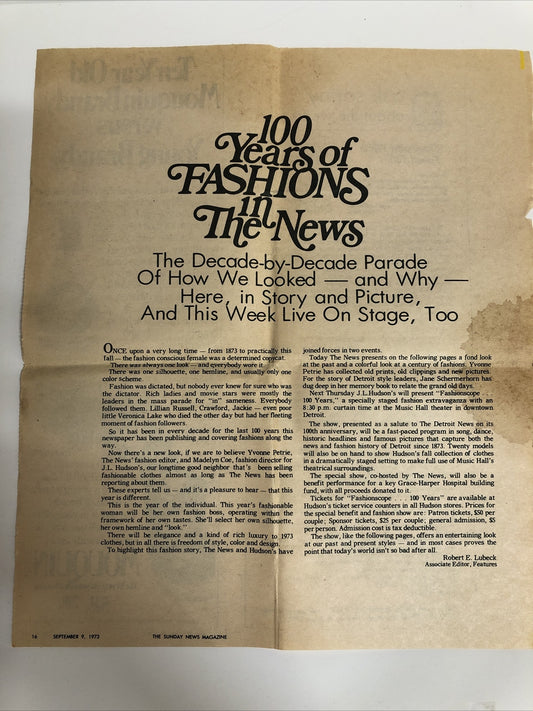 100
Years of
FASHIONS
in
The News
The Decade-by-Decade Parade
Of How We Looked — and Why —
Here, in Story and Picture,
And This Week Live On Stage, Too
ONCE upon a very long time — from 1873 to practically this
fall — the fashion conscious female was a determined copycat.
There was always one look — and everybody wore it.
There was one silhouette, one hemline, and usually only one
color scheme.
Fashion was dictated, but nobody ever knew for sure who was
the dictator. Rich ladies and movie stars were mostly the
leaders in the mass parade for "in" sameness. Everybody
followed them. Lillian Russell, Crawford, Jackie — even poor
little Veronica Lake who died the other day but had her fleeting
moment of fashion followers.
So it has been in every decade for the last 100 years this
newspaper has been publishing and covering fashions along the
way.
Now there's a new look, if we are to believe Yvonne Petrie,
The News' fashion editor, and Madelyn Coe, fashion director for
J.L. Hudson's, our longtime good neighbor that's been selling
fashionable clothes almost as long as The News has been
reporting about them.
These experts tell us — and it's a pleasure to hear — that this
year is different.
This is the year of the individual. This year's fashionable
woman will be her own fashion boss, operating within the
framework of her own tastes. She'll select her own silhouette,
her own hemline and "look."
There will be elegance and a kind of rich luxury to 1973
clothes, but in all there is freedom of style, color and design.
To highlight this fashion story, The News and Hudson's have
joined forces in two events.
Today The News presents on the following pages a fond look
at the past and a colorful look at a century of fashions. Yvonne
Petrie has collected old prints, old clippings and new pictures.
For the story of Detroit style leaders, Jane Schermerhorn has
dug deep in her memory book to relate the grand old days.
Next Thursday J.L. Hudson's will present "Fashionscope . . .
100 Years," a specially staged fashion extravaganza with an
8:30 p.m. curtain time at the Music Hall theater in downtown
Detroit.
The show, presented as a salute to The Detroit News on its
100th anniversary, will be a fast-paced program in song, dance,
historic headlines and famous pictures that capture both the
news and fashion history of Detroit since 1873. Twenty models
will also be on hand to show Hudson's fall collection of clothes
in a dramatically staged setting to make full use of Music Hall's
theatrical surroundings.
The special show, co-hosted by The News, will also be a
benefit performance for a key Grace-Harper Hospital building
fund, with all proceeds donated to it.
Tickets for "Fashionscope . . . 100 Years" are available at
Hudson's ticket service counters in all Hudson stores. Prices for
the special benefit and fashion show are: Patron tickets, $50 per
couple; Sponsor tickets, $25 per couple; general admission, $5
per person. Admission cost is tax deductible.
The show, like the following pages, offers an entertaining look
at our past and present styles — and in most cases proves the
point that today's world isn't so bad after all.
Robert E. Lubeck
Associate Editor, Features
16 SEPTEMBER 9, 1973 THE SUNDAY NEWS MAGAZINE